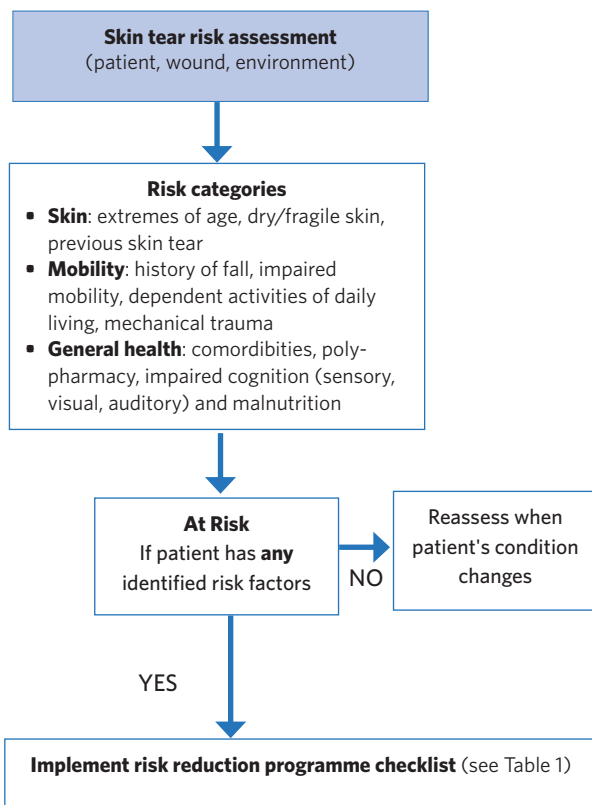 Skin tear risk assessment
(patient, wound, environment)
Risk categories
▪ Skin: extremes of age, dry/fragile skin,
previous skin tear
▪ Mobility: history of fall, impaired
mobility, dependent activities of daily
living, mechanical trauma
▪ General health: comordibities, poly-
pharmacy, impaired cognition (sensory,
visual, auditory) and malnutrition
At Risk
If patient has any
identified risk factors
NO
Reassess when
patient's condition
changes
YES
Implement risk reduction programme checklist (see Table 1)